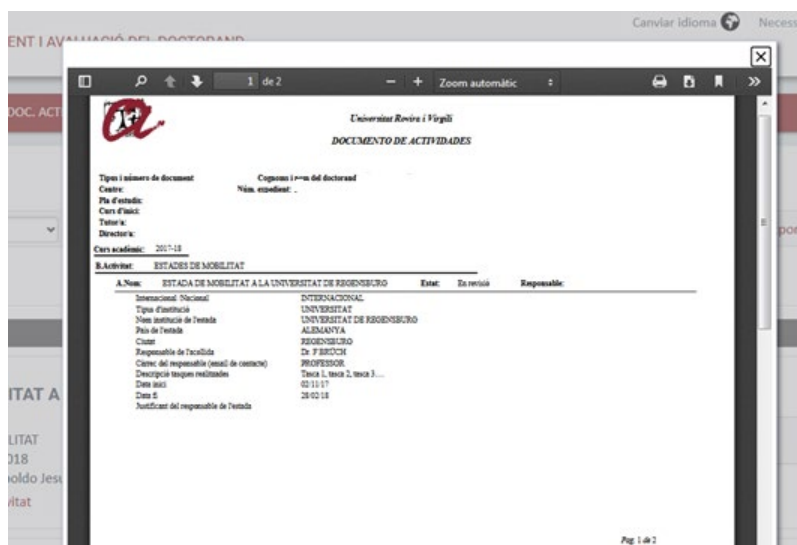 Canviar idioma
Necess
ENT I AVALUACIÓ DEL DOCTORAND
DOC. ACTI
1 de 2
Zoom automàtic
Universitat Rovira i Virgili
DOCUMENTO DE ACTIVIDADES
Tipus i número de document Cognoms i nom del doctorand
Centre: Núm. expedient:
Pla d'estudis:
Curs d'inici:
Tutor/a:
Director/a:
Curs acadèmic: 2017-18
B.Activitat: ESTADES DE MOBILITAT
A.Nom: ESTADA DE MOBILITAT A LA UNIVERSITAT DE REGENSBURG Estat: En revisió Responsable:
Internacional/Nacional INTERNACIONAL
Tipus d'institució UNIVERSITAT
Nom institució de l'estada UNIVERSITAT DE REGENSBURG
País de l'estada ALEMANYA
Ciutat REGENSBURG
Responsable de l'acollida Dr. F BRÜCH
Càrrec del responsable (email de contacte) PROFESSOR
Descripció tasques realitzades Tasca 1, tasca 2, tasca 3....
Data inici 02/11/17
Data fi 28/02/18
Justificant del responsable de l'estada
ITAT A
LITAT
018
poldo Jesu
vitat
por
Pag. 1 de 2